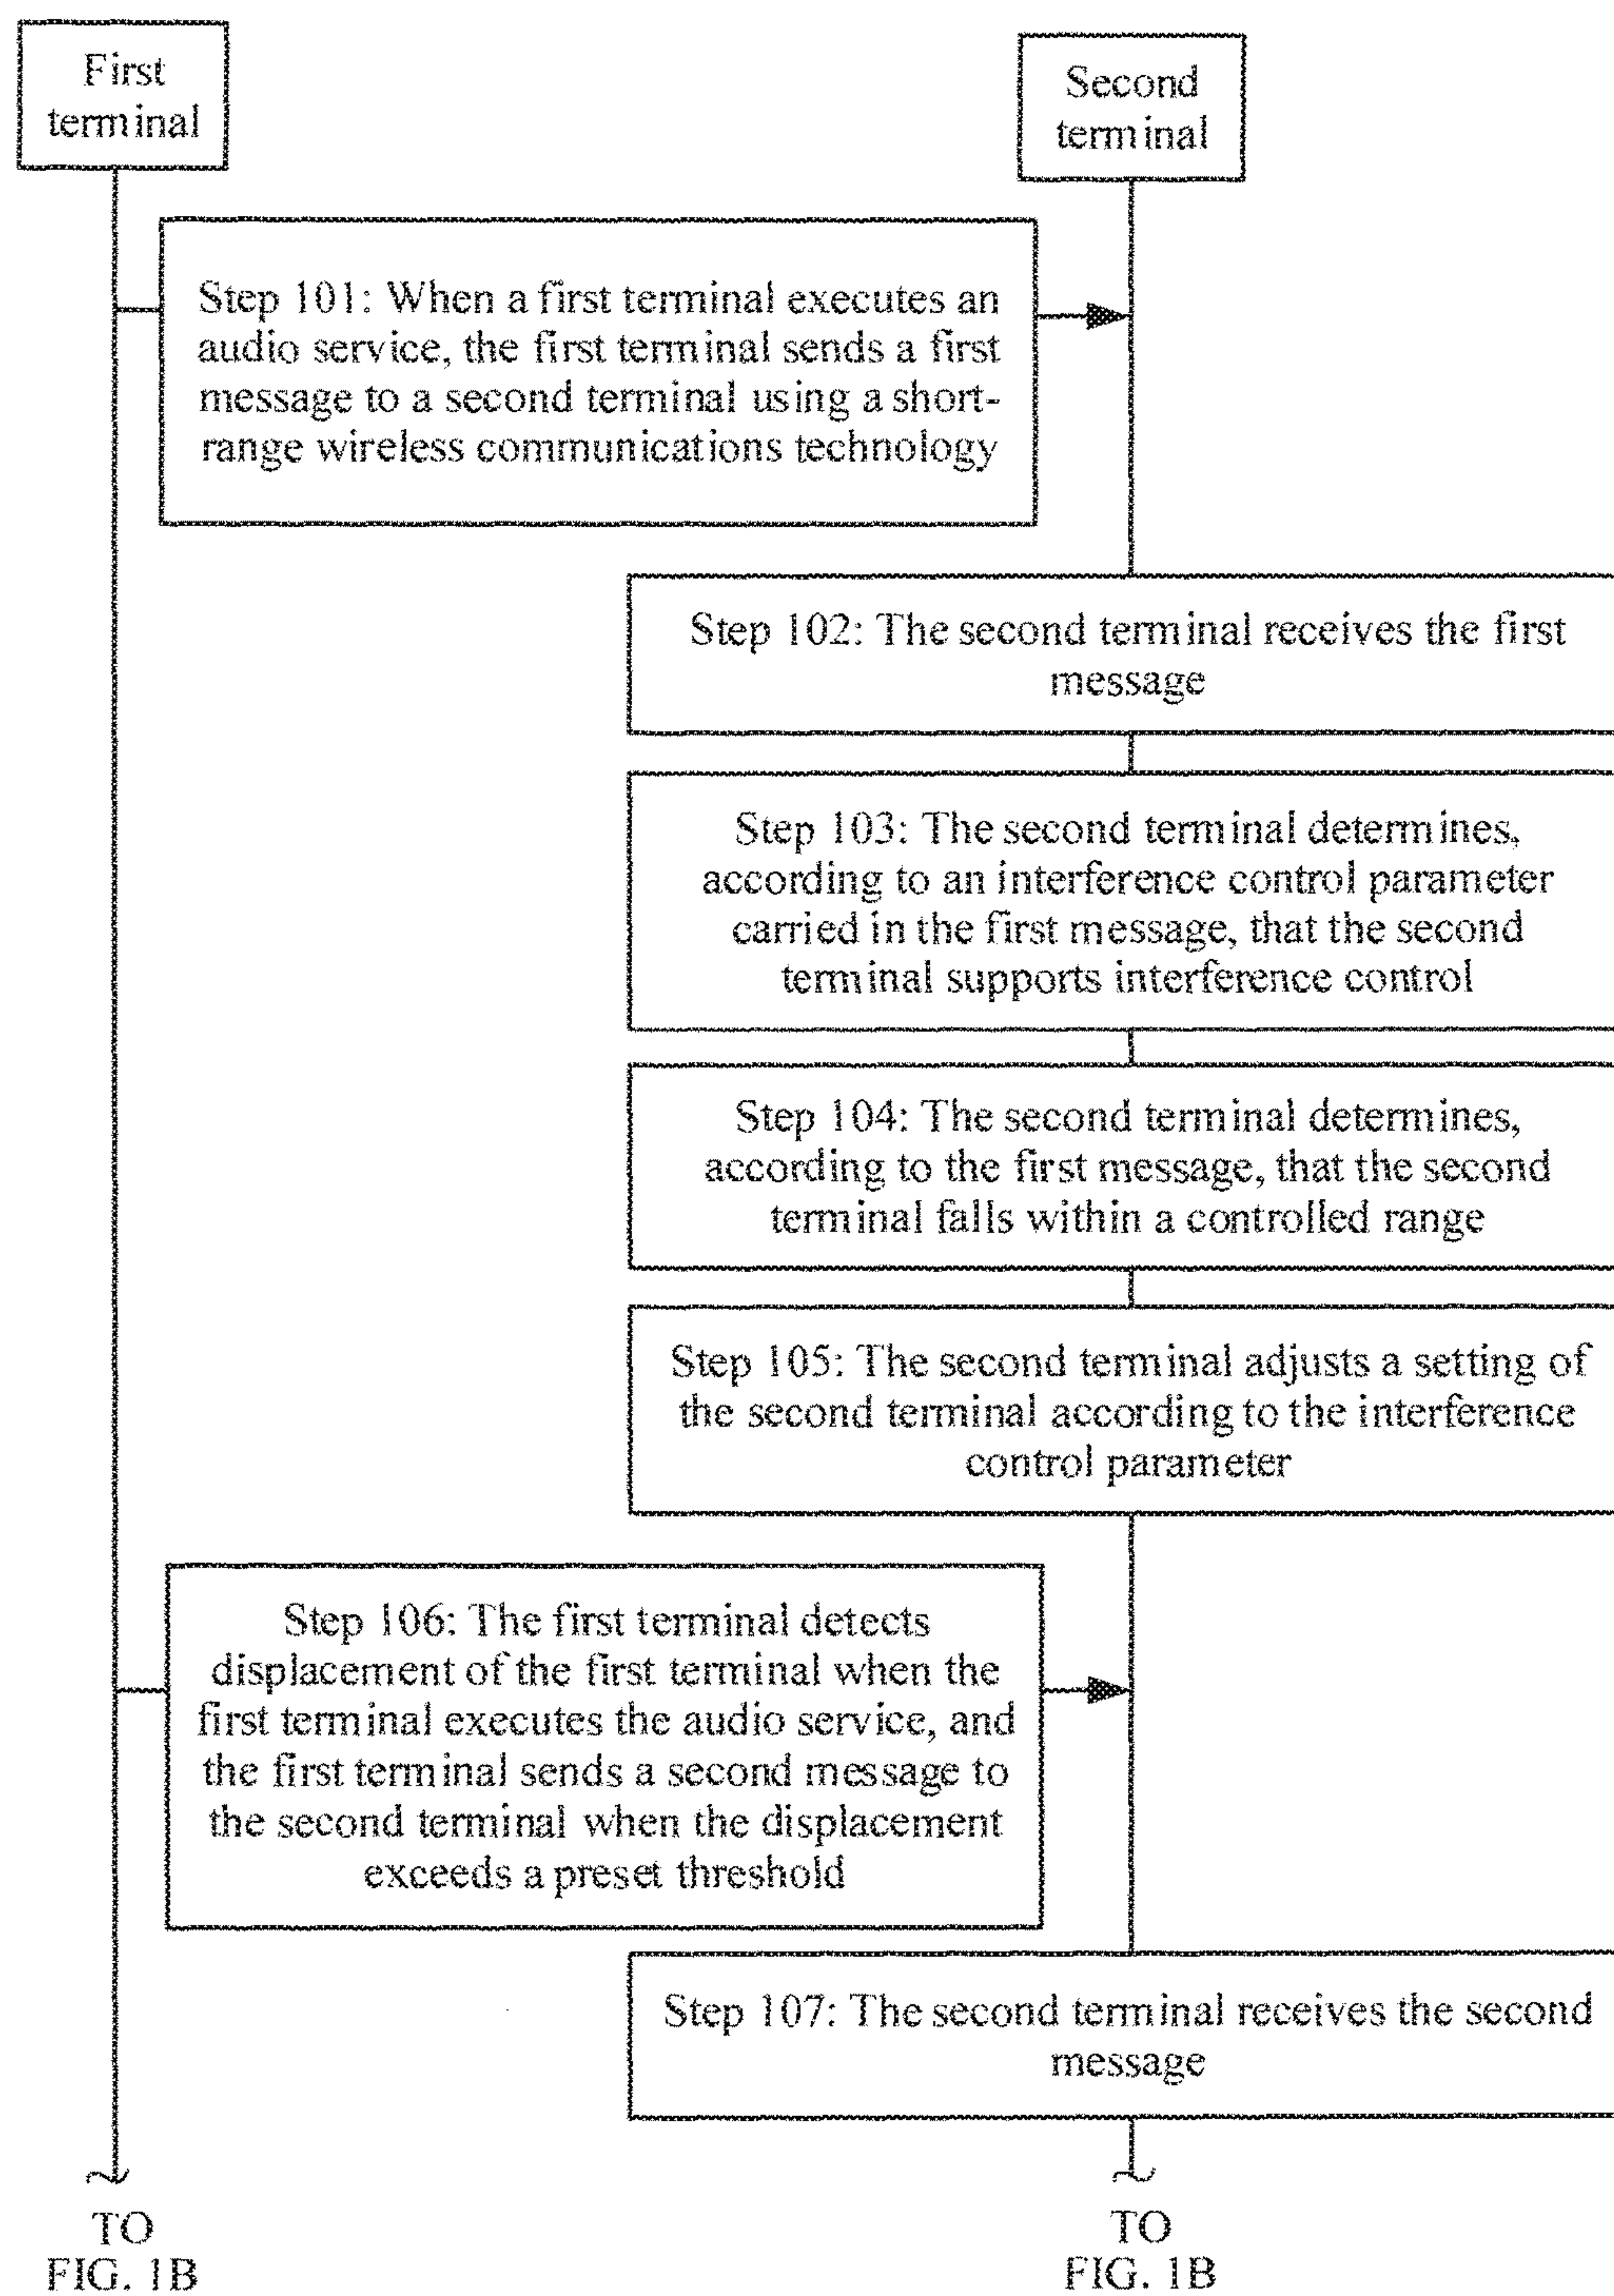 First
terminal
Second
terminal
Step 101: When a first terminal executes an
audio service, the first terminal sends a first
message to a second terminal using a short-
range wireless communications technology
Step 102: The second terminal receives the first
message
Step 103: The second terminal determines,
according to an interference control parameter
carried in the first message, that the second
terminal supports interference control
Step 104: The second terminal determines,
according to the first message, that the second
terminal falls within a controlled range
Step 105: The second terminal adjusts a setting of
the second terminal according to the interference
control parameter
Step 106: The first terminal detects
displacement of the first terminal when the
first terminal executes the audio service, and
the first terminal sends a second message to
the second terminal when the displacement
exceeds a preset threshold
Step 107: The second terminal receives the second
message
TO
FIG. 1B
TO
FIG. 1B